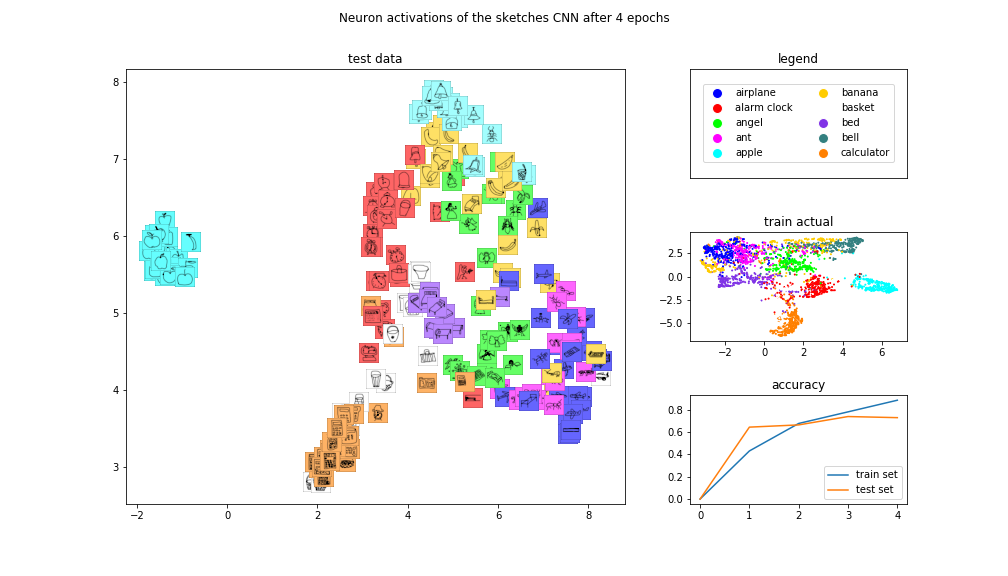 Neuron activations of the sketches CNN after 4 epochs
test data
8
7
6
5
4
3
−2 0 2 4 6 8
legend
airplane banana
alarm clock basket
angel bed
ant bell
apple calculator
train actual
2.5
0.0
−2.5
−5.0
−2 0 2 4 6
accuracy
0.8
0.6
0.4
0.2
0.0
train set
test set
0 1 2 3 4